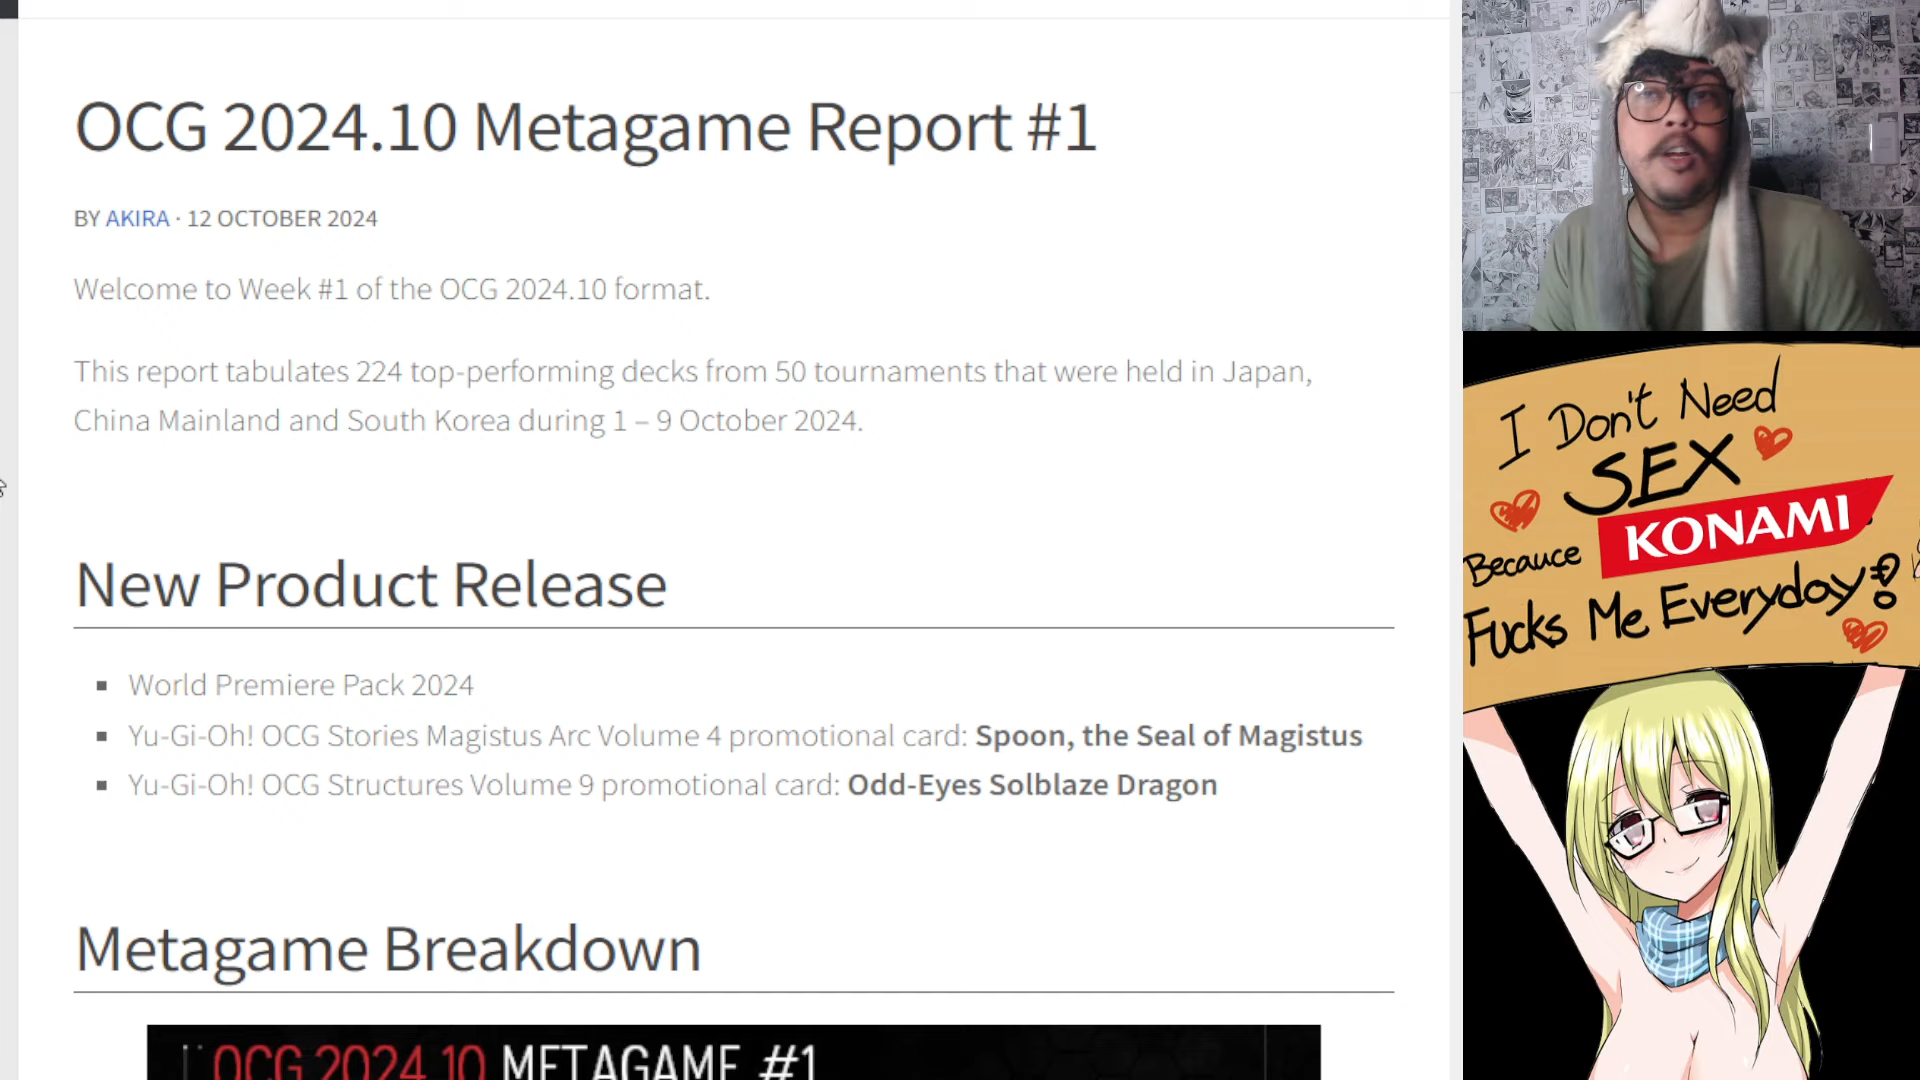 OCG 2024.10 Metagame Report #1
BY AKIRA · 12 OCTOBER 2024
Welcome to Week #1 of the OCG 2024.10 format.
This report tabulates 224 top-performing decks from 50 tournaments that were held in Japan,
China Mainland and South Korea during 1 – 9 October 2024.
New Product Release
World Premiere Pack 2024
Yu-Gi-Oh! OCG Stories Magistus Arc Volume 4 promotional card: Spoon, the Seal of Magistus
Yu-Gi-Oh! OCG Structures Volume 9 promotional card: Odd-Eyes Solblaze Dragon
Metagame Breakdown
OCG 2024.10 METAGAME #1
I Don't Need
SEX
Becauce KONAMI
Fucks Me Everyday!